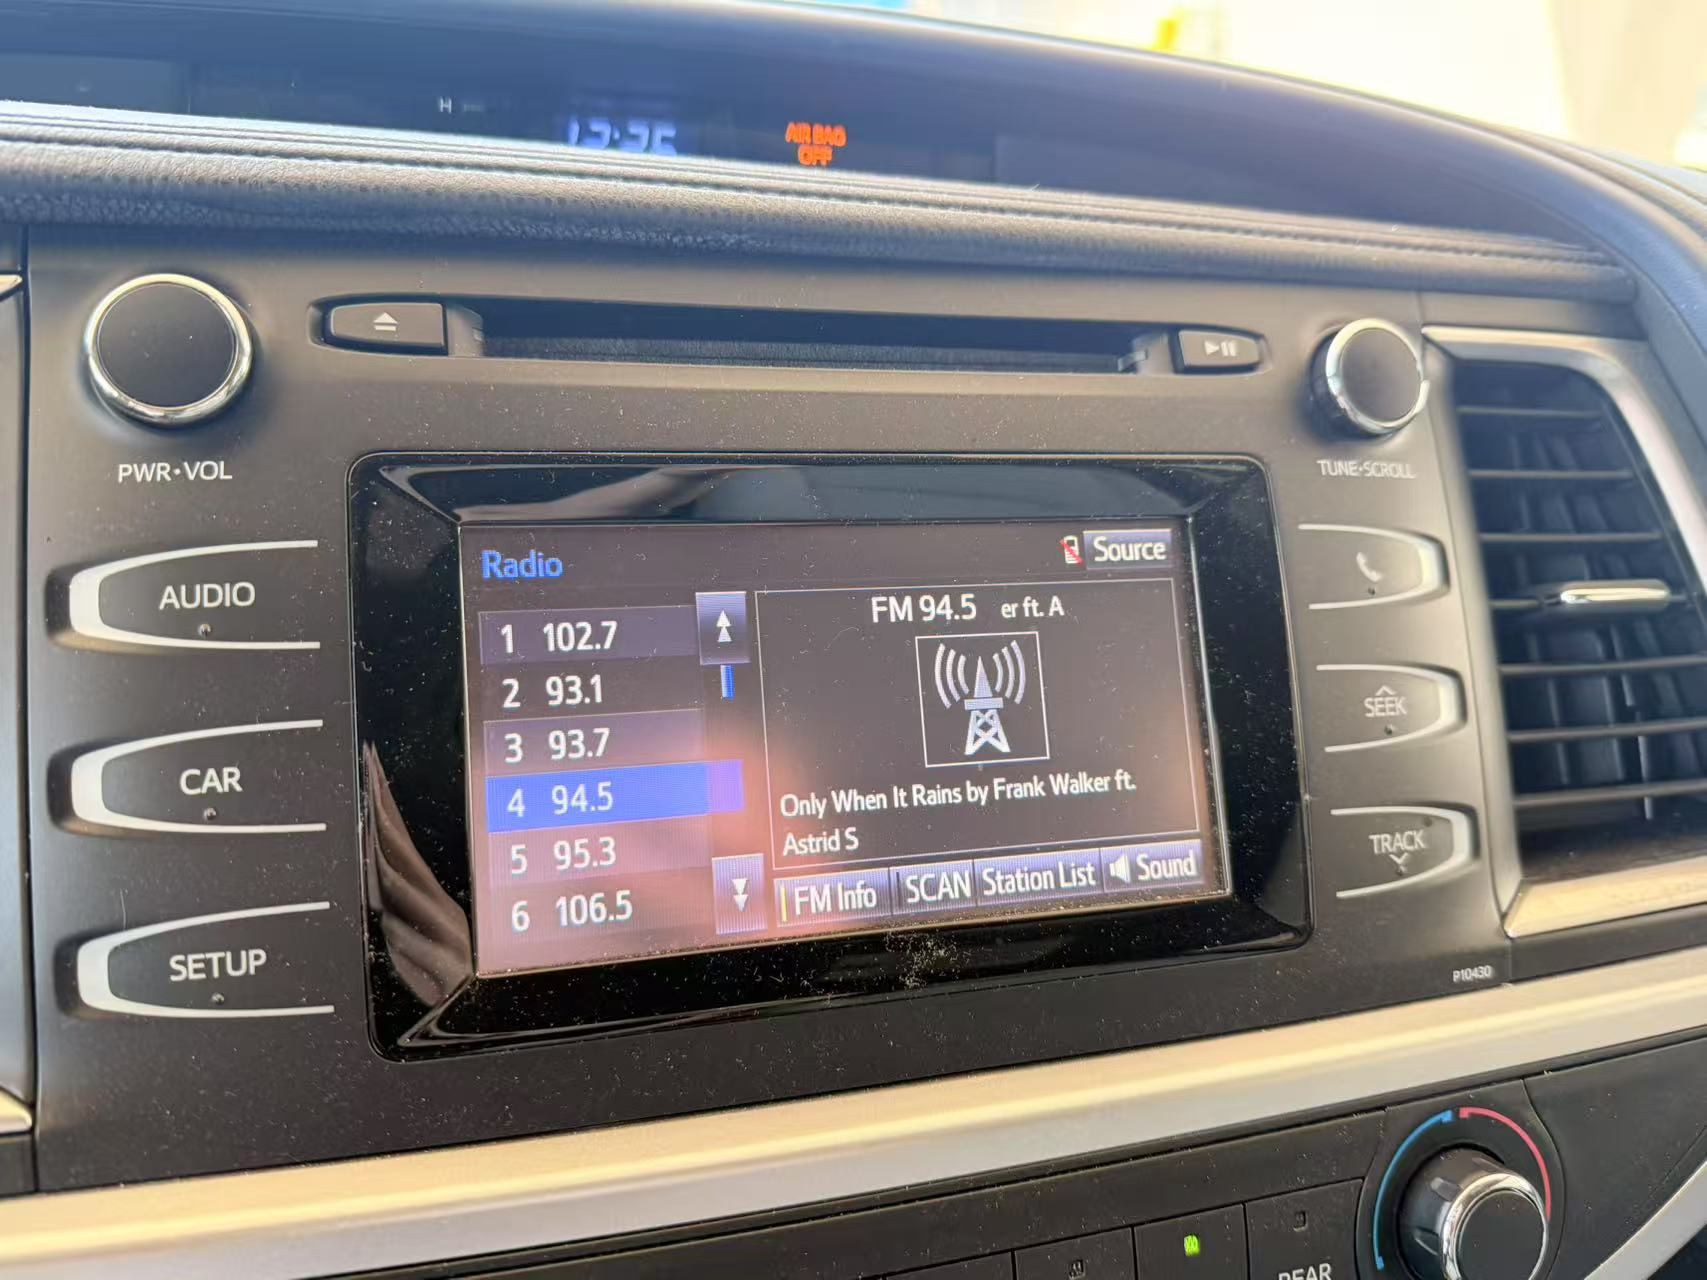 H
AIR BAG
OFF
PWR•VOL
TUNE•SCROLL
AUDIO
CAR
SETUP
Radio
Source
1 102.7
2 93.1
3 93.7
4 94.5
5 95.3
6 106.5
FM 94.5 er ft. A
Only When It Rains by Frank Walker ft.
Astrid S
FM Info
SCAN
Station List
Sound
SEEK
TRACK
P10430
REAR